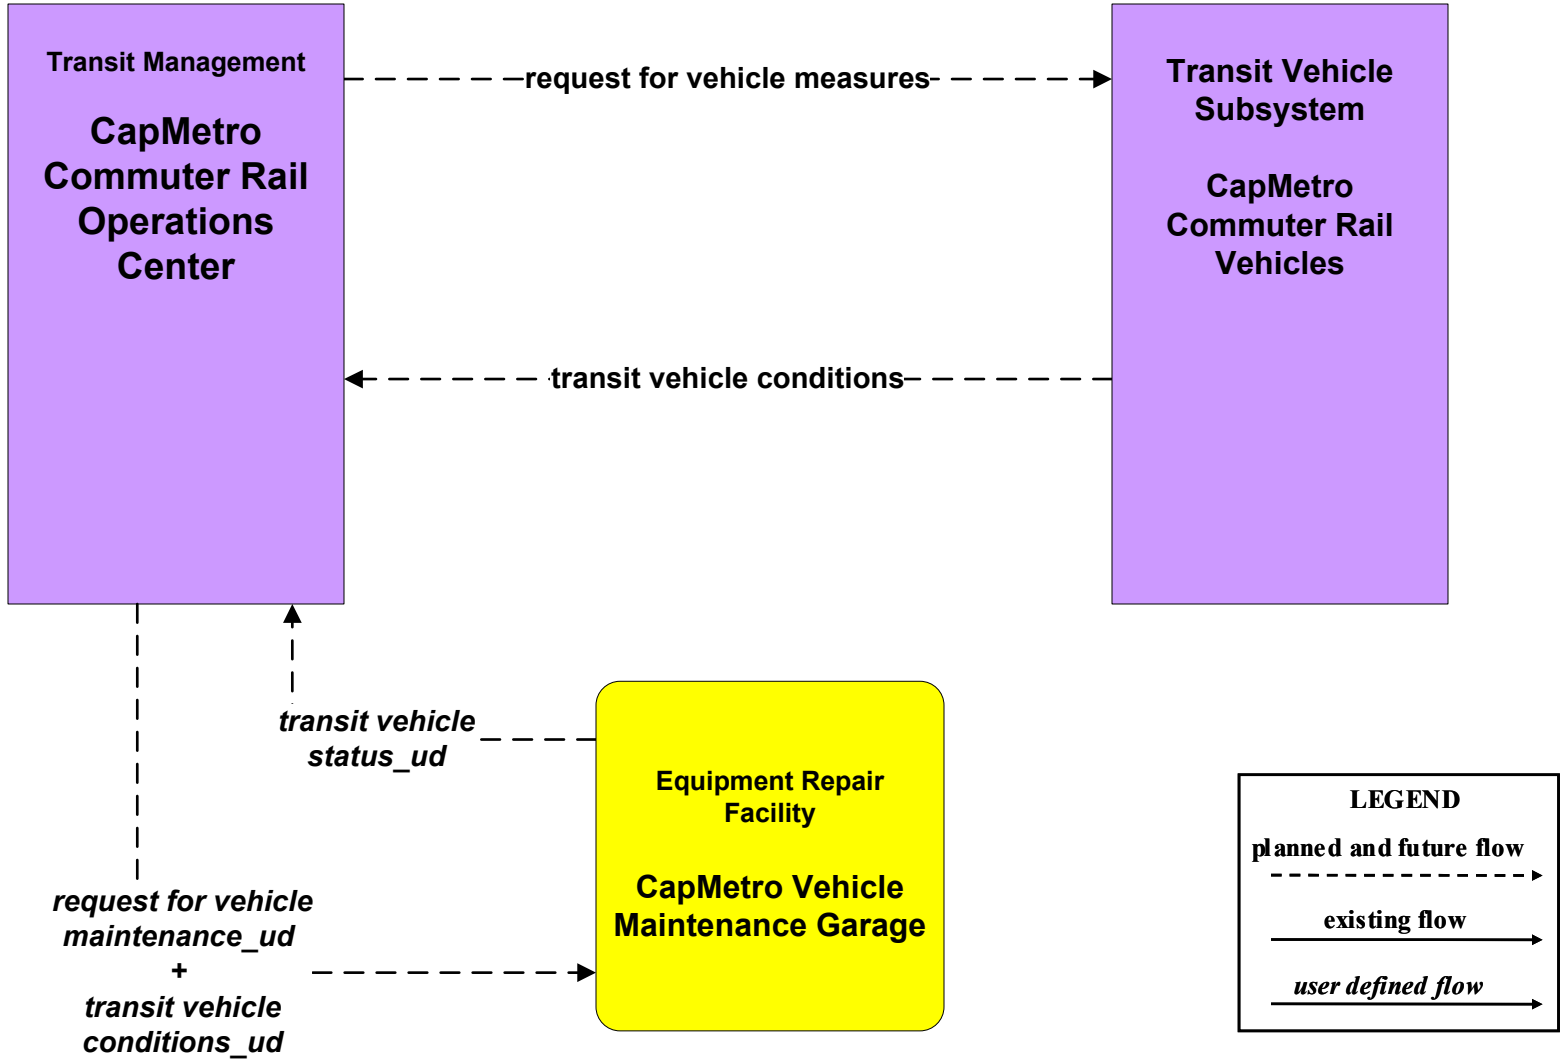 Transit Management
CapMetro
Commuter Rail
Operations
Center
request for vehicle measures
Transit Vehicle
Subsystem
CapMetro
Commuter Rail
Vehicles
transit vehicle conditions
transit vehicle
status_ud
Equipment Repair
Facility
CapMetro Vehicle
Maintenance Garage
request for vehicle
maintenance_ud
+
transit vehicle
conditions_ud
LEGEND
planned and future flow
existing flow
user defined flow